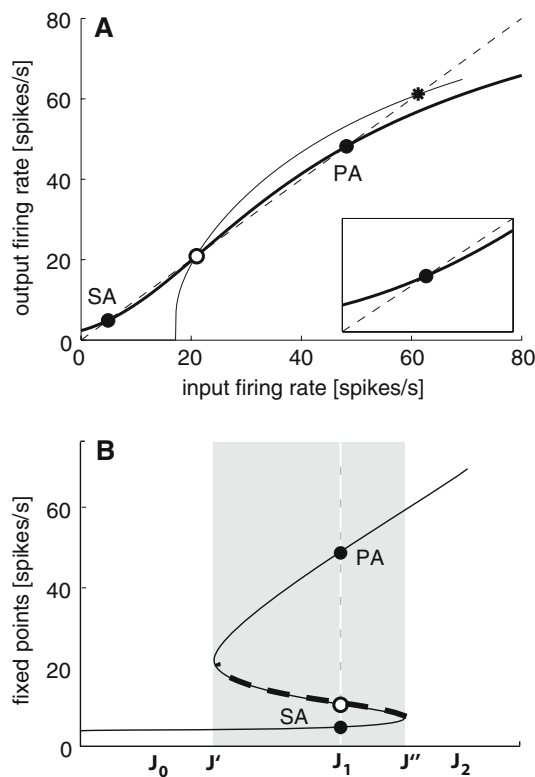 A
output firing rate [spikes/s]
80
60
40
20
0
SA
PA
0 20 40 60 80
input firing rate [spikes/s]
B
fixed points [spikes/s]
60
40
20
0
PA
SA
J0 J' J1 J'' J2